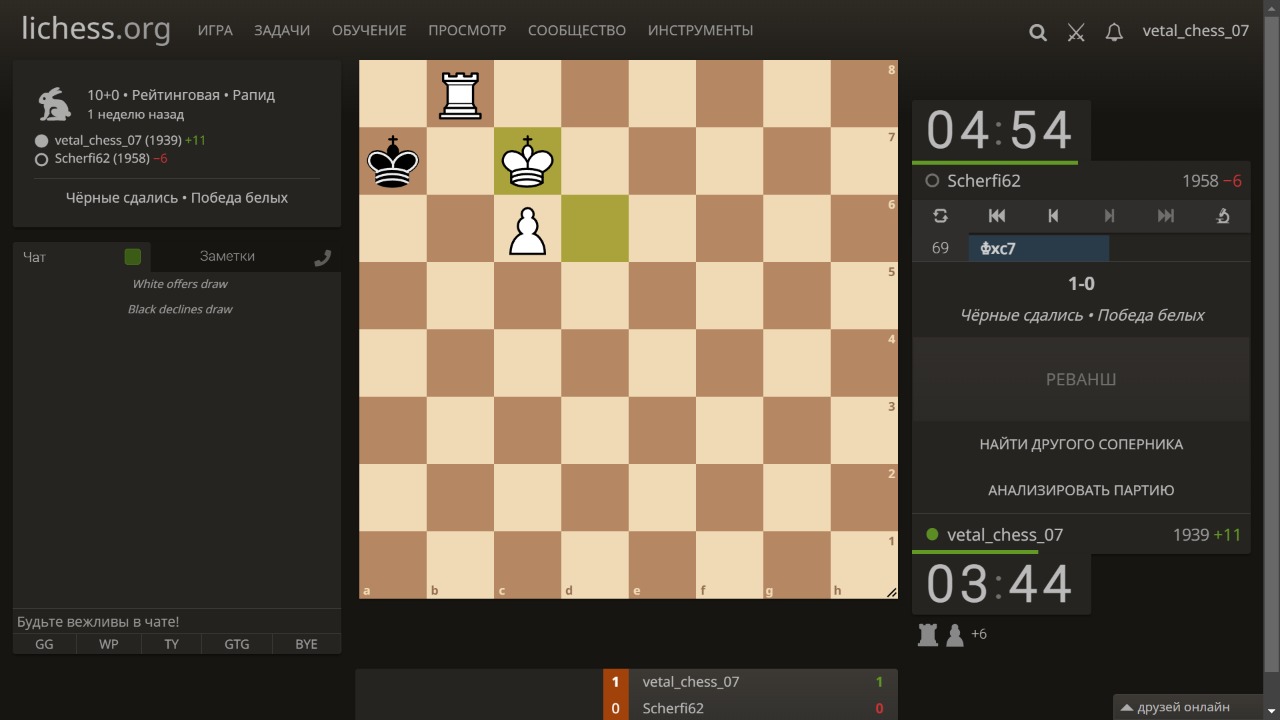 lichess.org
ИГРА ЗАДАЧИ ОБУЧЕНИЕ ПРОСМОТР СООБЩЕСТВО ИНСТРУМЕНТЫ
vetal_chess_07
10+0 • Рейтинговая • Рапид
1 неделю назад
vetal_chess_07 (1939) +11
Scherfi62 (1958) −6
Чёрные сдались • Победа белых
Чат
Заметки
White offers draw
Black declines draw
Будьте вежливы в чате!
GG WP TY GTG BYE
8
7
6
5
4
3
2
1
a b c d e f g h
04:54
Scherfi62 1958 −6
69 ♚xc7
1-0
Чёрные сдались • Победа белых
РЕВАНШ
НАЙТИ ДРУГОГО СОПЕРНИКА
АНАЛИЗИРОВАТЬ ПАРТИЮ
vetal_chess_07 1939 +11
03:44
+6
1 vetal_chess_07 1
0 Scherfi62 0
друзей онлайн